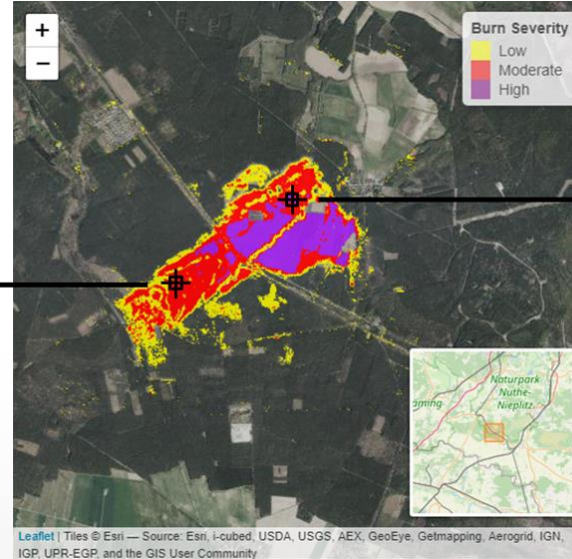 +
−
Burn Severity
Low
Moderate
High
Naturpark
Nuthe-
Nieplitz
aming
Leaflet | Tiles © Esri — Source: Esri, i-cubed, USDA, USGS, AEX, GeoEye, Getmapping, Aerogrid, IGN,
IGP, UPR-EGP, and the GIS User Community